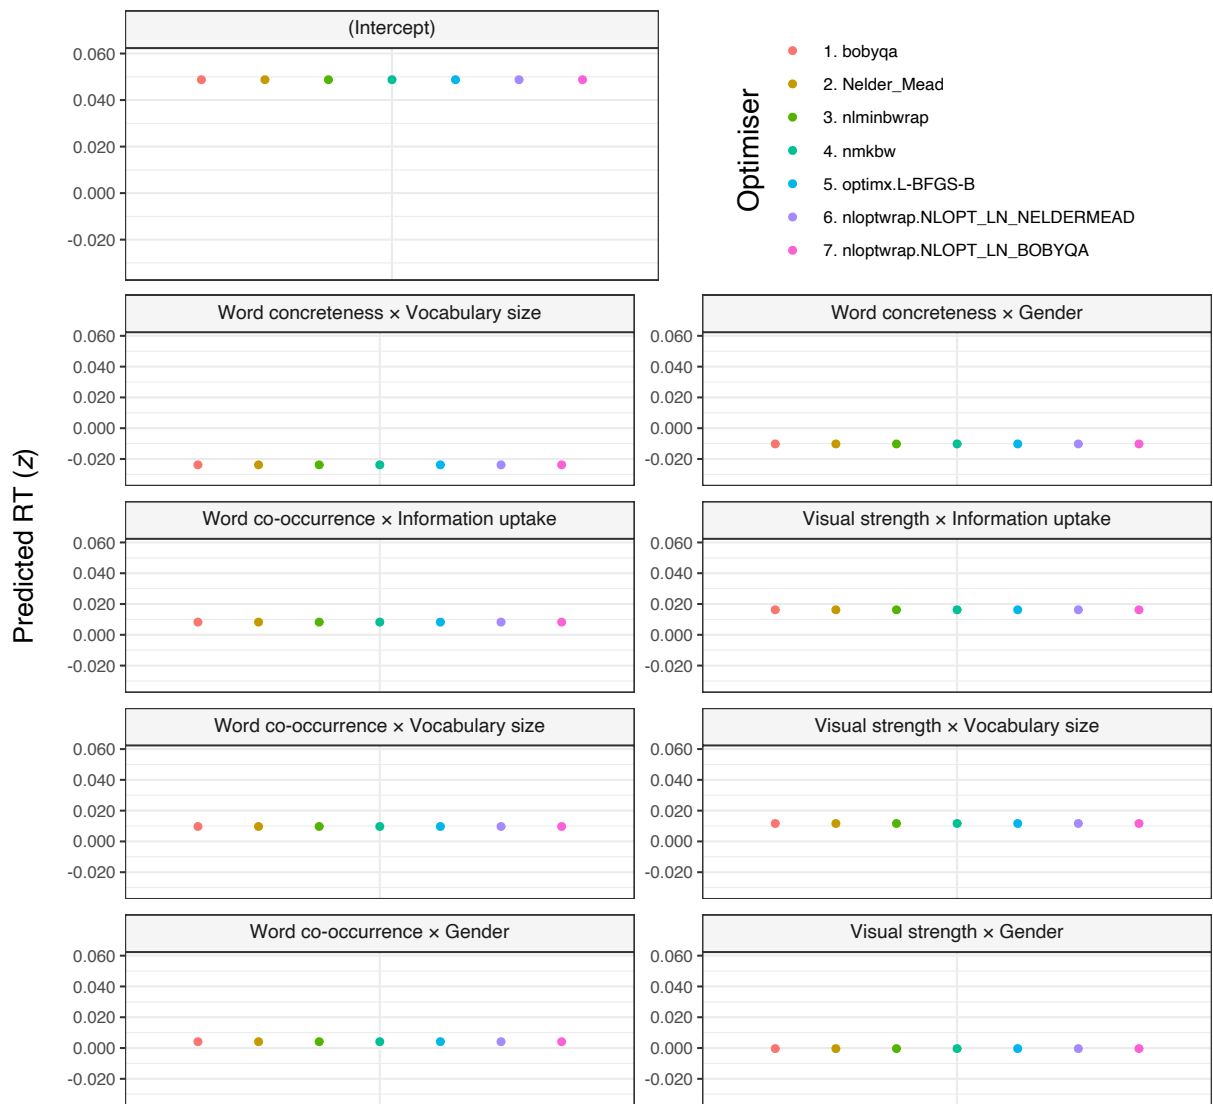 (Intercept)
0.060
0.040
0.020
0.000
-0.020
Optimiser
1. bobyqa
2. Nelder_Mead
3. nlminbwrap
4. nmkbw
5. optimx.L-BFGS-B
6. nloptwrap.NLOPT_LN_NELDERMEAD
7. nloptwrap.NLOPT_LN_BOBYQA
Predicted RT (z)
Word concreteness × Vocabulary size
0.060
0.040
0.020
0.000
-0.020
Word concreteness × Gender
0.060
0.040
0.020
0.000
-0.020
Word co-occurrence × Information uptake
0.060
0.040
0.020
0.000
-0.020
Visual strength × Information uptake
0.060
0.040
0.020
0.000
-0.020
Word co-occurrence × Vocabulary size
0.060
0.040
0.020
0.000
-0.020
Visual strength × Vocabulary size
0.060
0.040
0.020
0.000
-0.020
Word co-occurrence × Gender
0.060
0.040
0.020
0.000
-0.020
Visual strength × Gender
0.060
0.040
0.020
0.000
-0.020